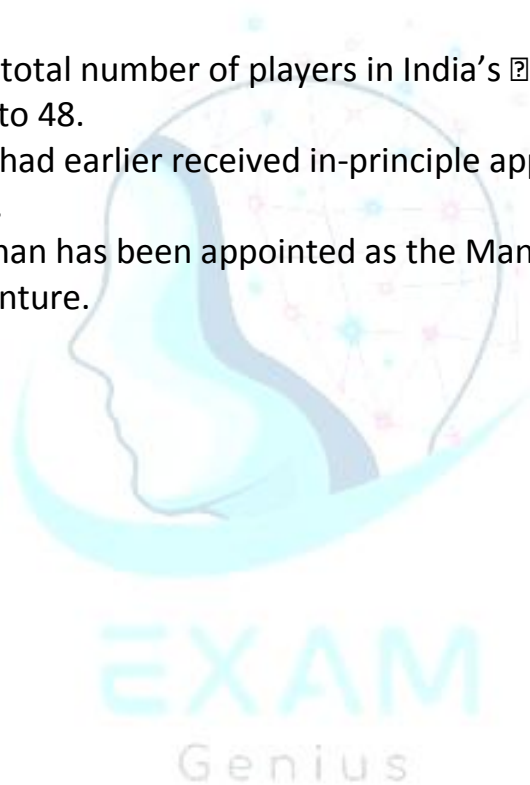 total number of players in India's ⍰
to 48.
had earlier received in-principle app
man has been appointed as the Man
nture.
EXAM
Genius